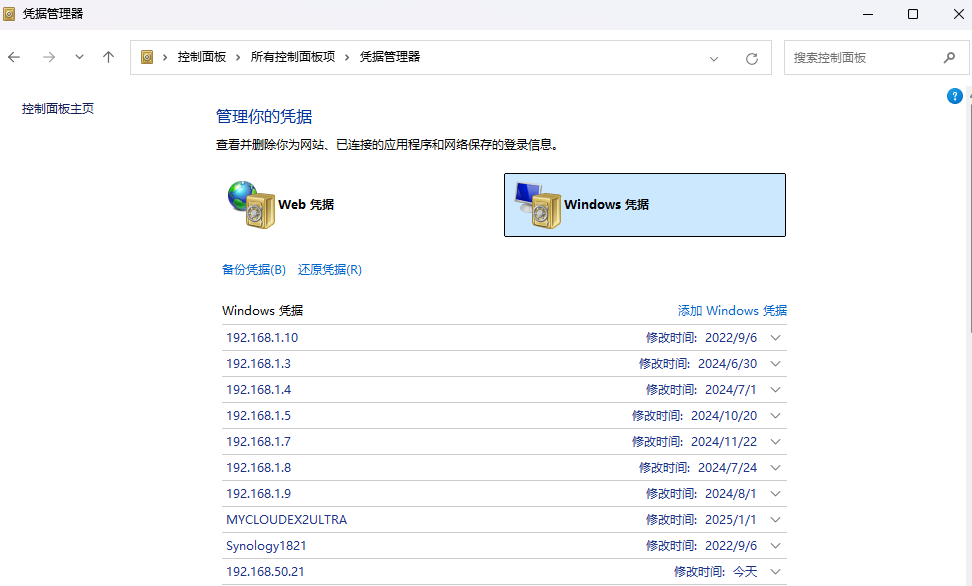 凭据管理器
控制面板 › 所有控制面板项 › 凭据管理器
搜索控制面板
控制面板主页
管理你的凭据
查看并删除你为网站、已连接的应用程序和网络保存的登录信息。
Web 凭据
Windows 凭据
备份凭据(B) 还原凭据(R)
Windows 凭据 添加 Windows 凭据
192.168.1.10 修改时间: 2022/9/6
192.168.1.3 修改时间: 2024/6/30
192.168.1.4 修改时间: 2024/7/1
192.168.1.5 修改时间: 2024/10/20
192.168.1.7 修改时间: 2024/11/22
192.168.1.8 修改时间: 2024/7/24
192.168.1.9 修改时间: 2024/8/1
MYCLOUDEX2ULTRA 修改时间: 2025/1/1
Synology1821 修改时间: 2022/9/6
192.168.50.21 修改时间: 今天